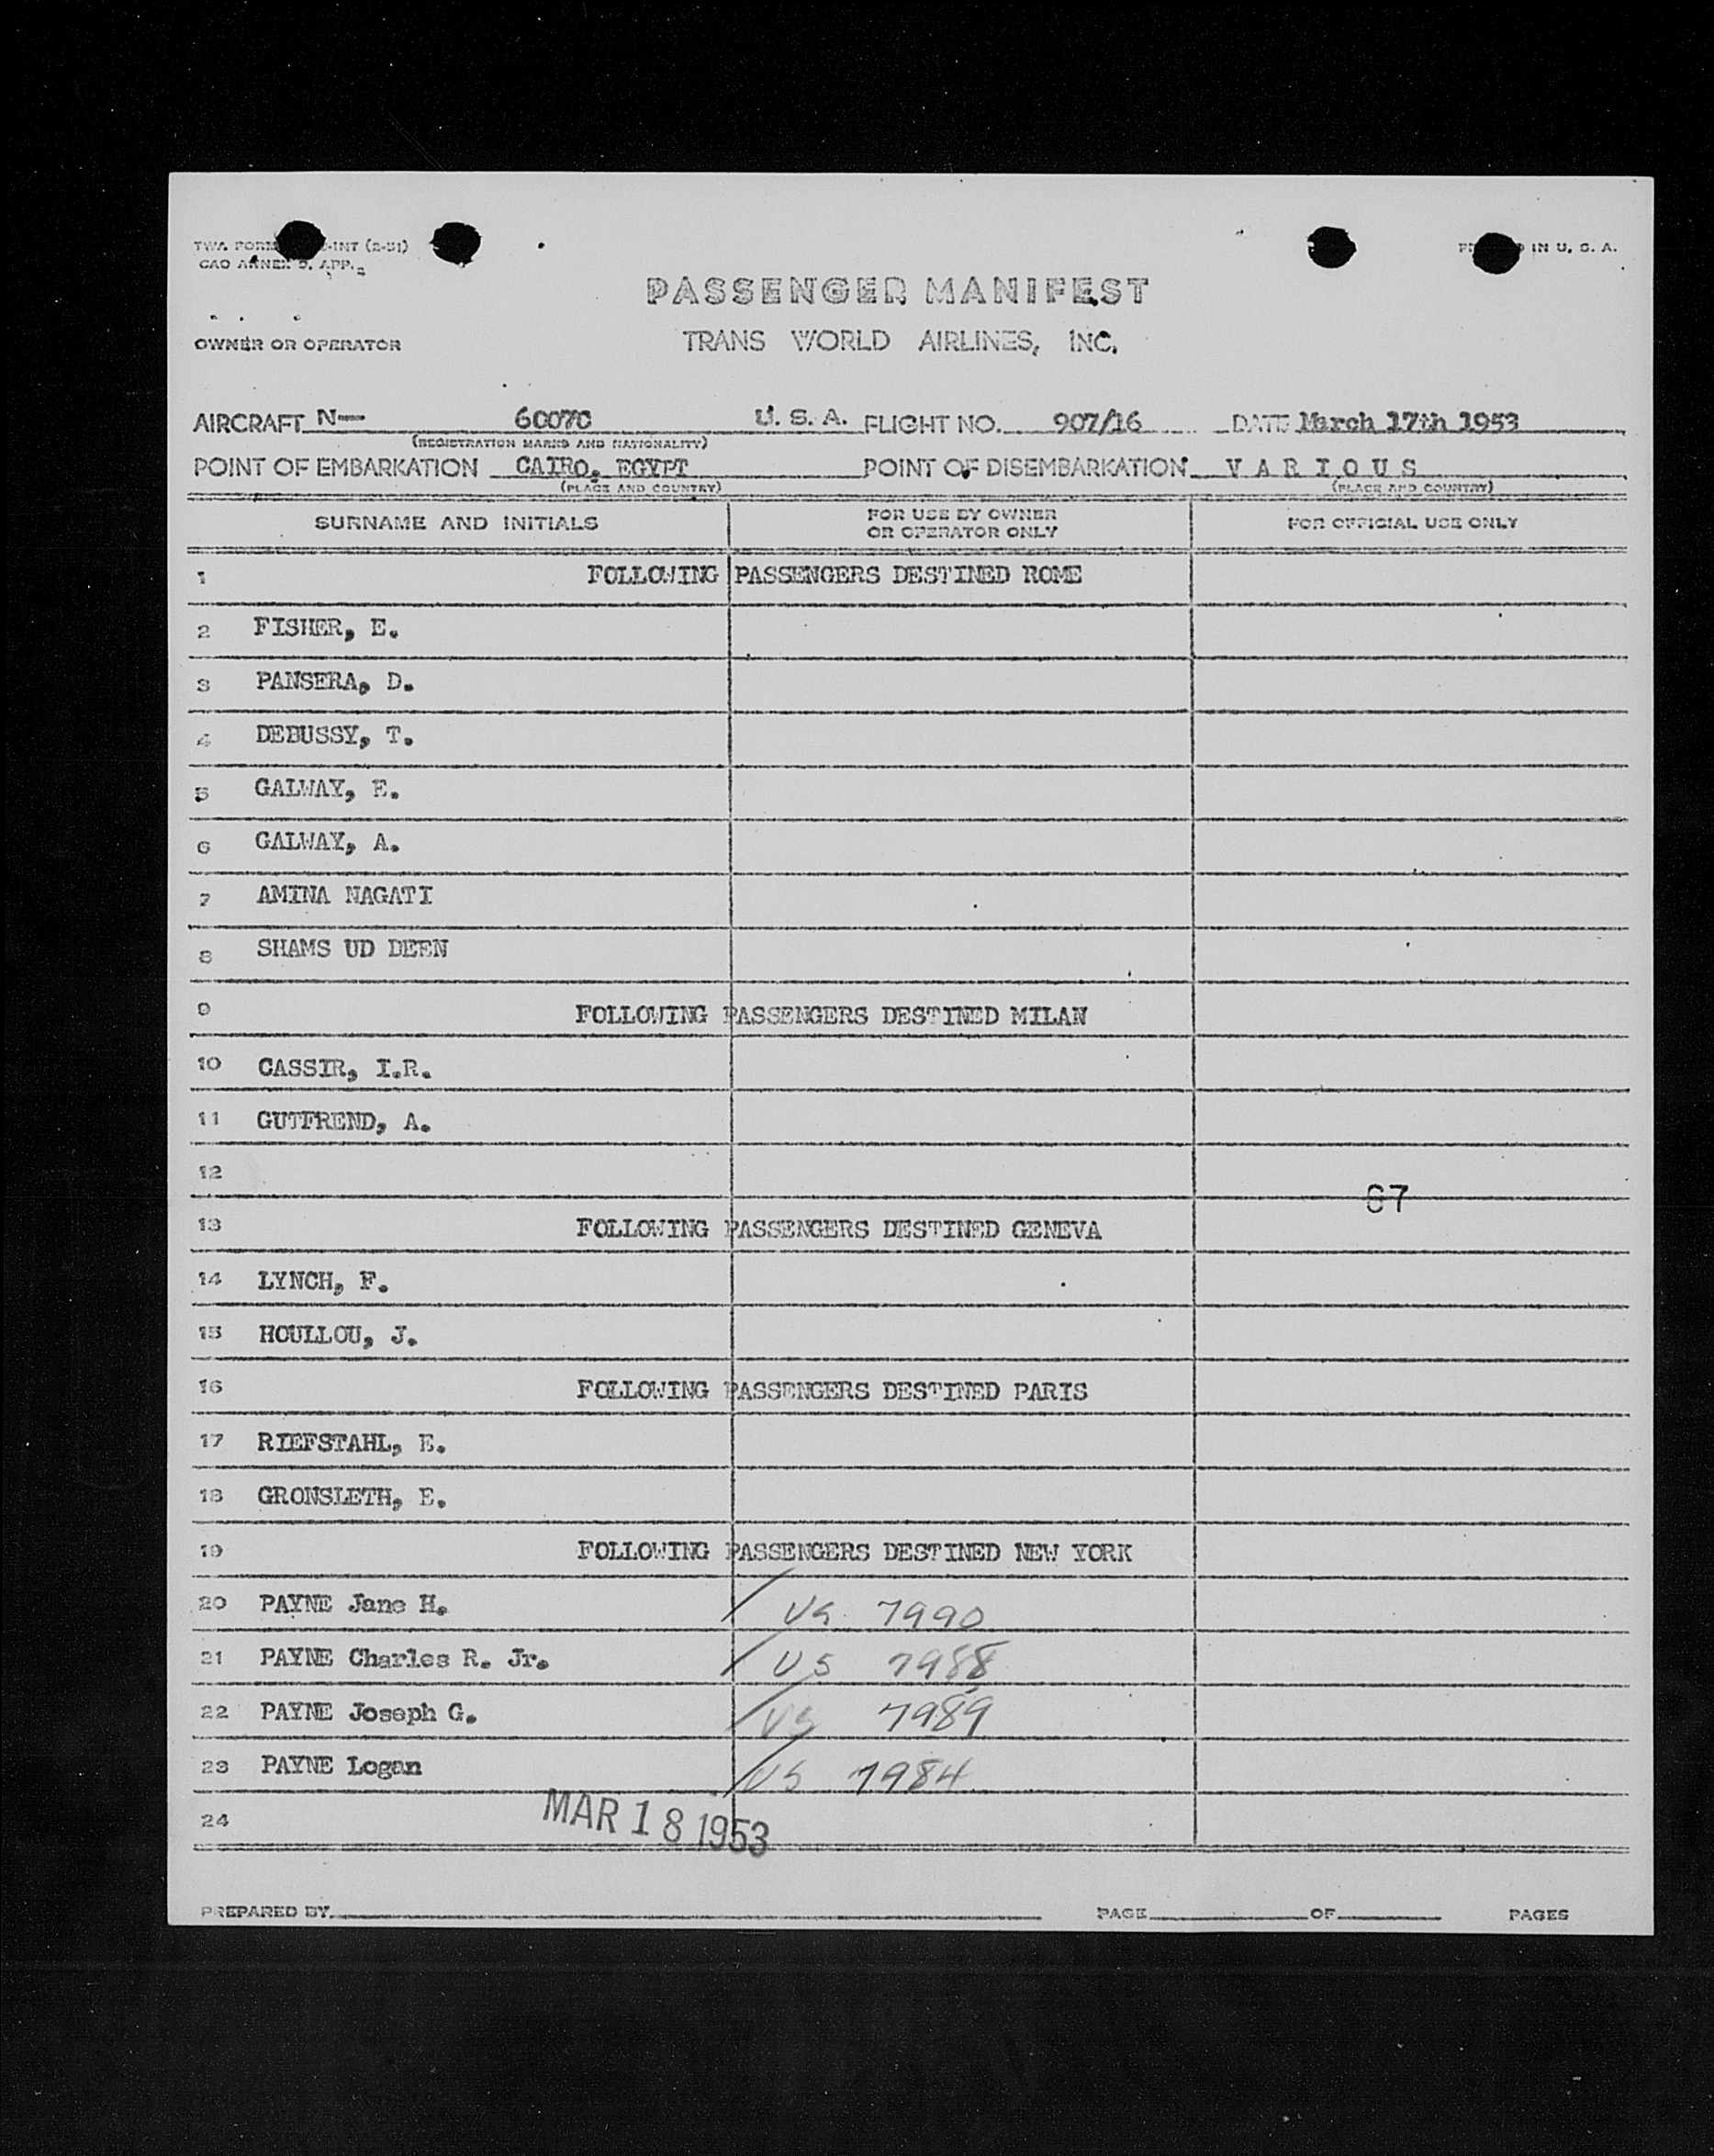 TWA FORM -INT (2-51)
PRINTED IN U. S. A.
CAO ANNEX 9, APP. 2
PASSENGER MANIFEST
OWNER OR OPERATOR TRANS WORLD AIRLINES, INC.
AIRCRAFT N— 6007C U. S. A. FLIGHT NO. 907/16 DATE March 17th 1953
(REGISTRATION MARKS AND NATIONALITY)
POINT OF EMBARKATION CAIRO, EGYPT POINT OF DISEMBARKATION V A R I O U S
(PLACE AND COUNTRY) (PLACE AND COUNTRY)
SURNAME AND INITIALS FOR USE BY OWNER OR OPERATOR ONLY FOR OFFICIAL USE ONLY
1 FOLLOWING PASSENGERS DESTINED ROME
2 FISHER, E.
3 PANSERA, D.
4 DEBUSSY, T.
5 GALWAY, E.
6 GALWAY, A.
7 AMINA NAGATI
8 SHAMS UD DEEN
9 FOLLOWING PASSENGERS DESTINED MILAN
10 CASSIR, I.R.
11 GUTFREND, A.
12
67
13 FOLLOWING PASSENGERS DESTINED GENEVA
14 LYNCH, F.
15 HOULLOU, J.
16 FOLLOWING PASSENGERS DESTINED PARIS
17 RIEFSTAHL, E.
18 GRONSLETH, E.
19 FOLLOWING PASSENGERS DESTINED NEW YORK
20 PAYNE Jane H. / US 7990
21 PAYNE Charles R. Jr. / US 7988
22 PAYNE Joseph G. / US 7989
23 PAYNE Logan / US 7984
24 MAR 18 1953
PREPARED BY PAGE OF PAGES